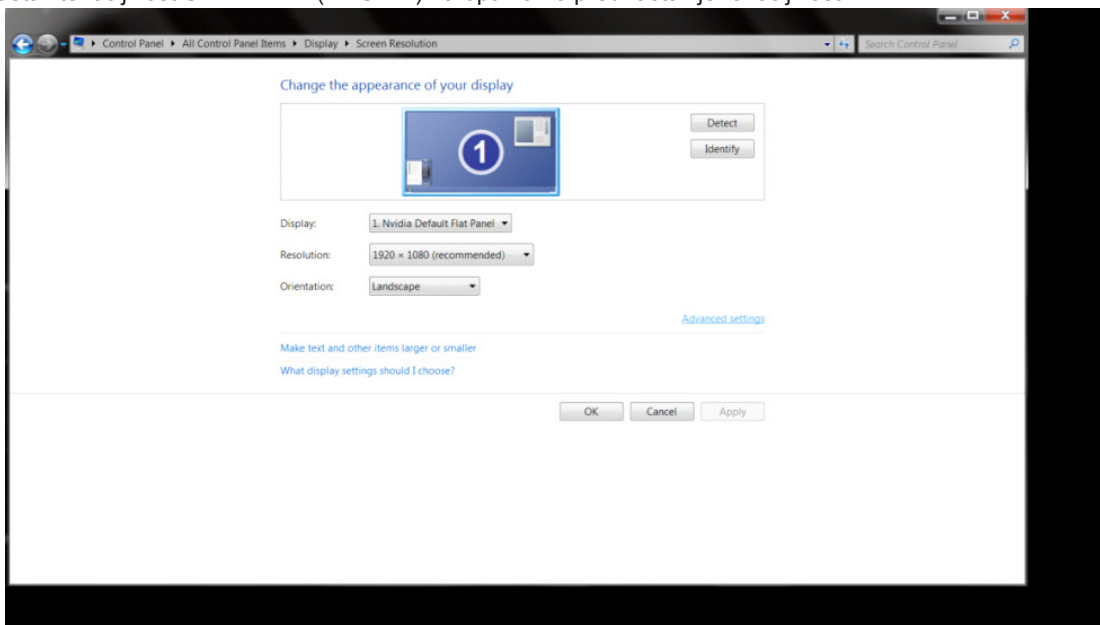 Control Panel ▸ All Control Panel Items ▸ Display ▸ Screen Resolution
Search Control Panel
Change the appearance of your display
1
Detect
Identify
Display: 1. Nvidia Default Flat Panel
Resolution: 1920 × 1080 (recommended)
Orientation: Landscape
Advanced settings
Make text and other items larger or smaller
What display settings should I choose?
OK Cancel Apply